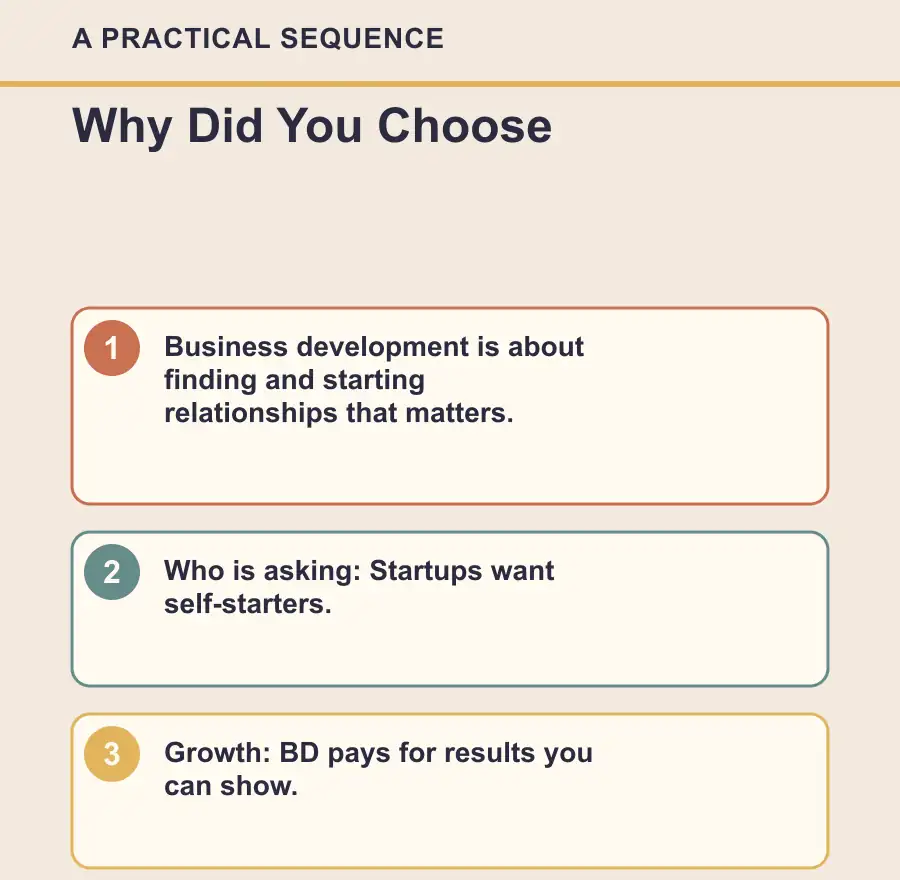 A PRACTICAL SEQUENCE
Why Did You Choose
1
Business development is about
finding and starting
relationships that matters.
2
Who is asking: Startups want
self-starters.
3
Growth: BD pays for results you
can show.